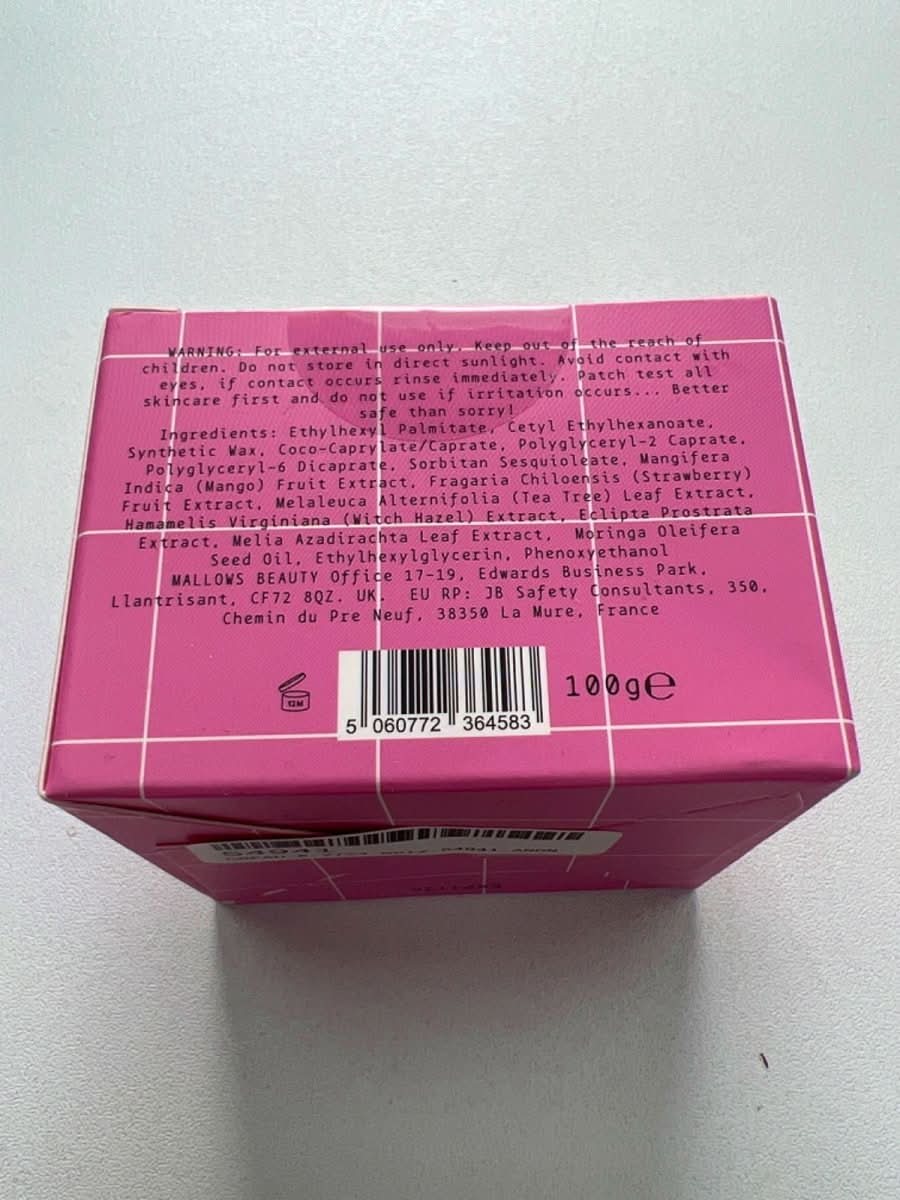 WARNING: For external use only. Keep out of the reach of
children. Do not store in direct sunlight. Avoid contact with
eyes, if contact occurs rinse immediately. Patch test all
skincare first and do not use if irritation occurs... Better
safe than sorry!
Ingredients: Ethylhexyl Palmitate, Cetyl Ethylhexanoate,
Synthetic Wax, Coco-Caprylate/Caprate, Polyglyceryl-2 Caprate,
Polyglyceryl-6 Dicaprate, Sorbitan Sesquioleate, Mangifera
Indica (Mango) Fruit Extract, Fragaria Chiloensis (Strawberry)
Fruit Extract, Melaleuca Alternifolia (Tea Tree) Leaf Extract,
Hamamelis Virginiana (Witch Hazel) Extract, Eclipta Prostrata
Extract, Melia Azadirachta Leaf Extract, Moringa Oleifera
Seed Oil, Ethylhexylglycerin, Phenoxyethanol
MALLOWS BEAUTY Office 17-19, Edwards Business Park,
Llantrisant, CF72 8QZ. UK. EU RP: JB Safety Consultants, 350,
Chemin du Pre Neuf, 38350 La Mure, France
12M
100g℮
5 060772 364583
54941